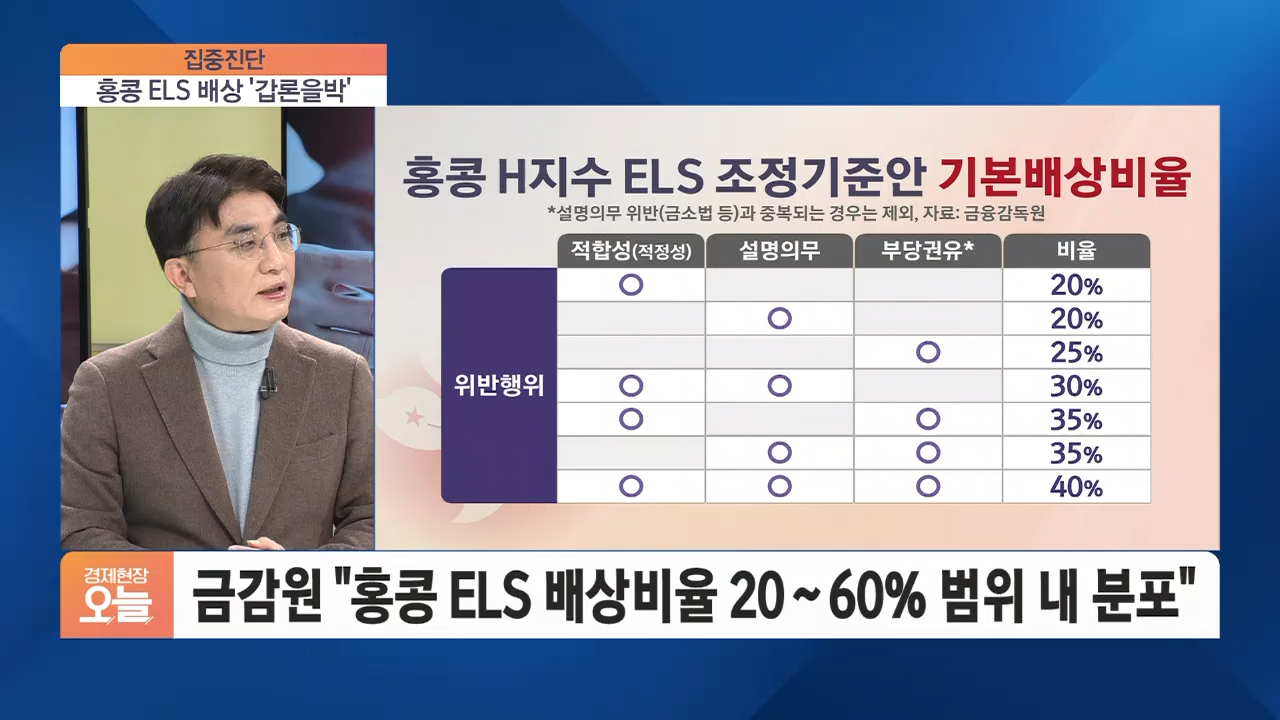 집중진단
홍콩 ELS 배상 '갑론을박'
홍콩 H지수 ELS 조정기준안 기본배상비율
*설명의무 위반(금소법 등)과 중복되는 경우는 제외, 자료: 금융감독원
적합성(적정성) 설명의무 부당권유* 비율
위반행위
○ 20%
○ 20%
○ 25%
○ ○ 30%
○ ○ 35%
○ ○ 35%
○ ○ ○ 40%
경제현장
오늘
금감원 "홍콩 ELS 배상비율 20~60% 범위 내 분포"